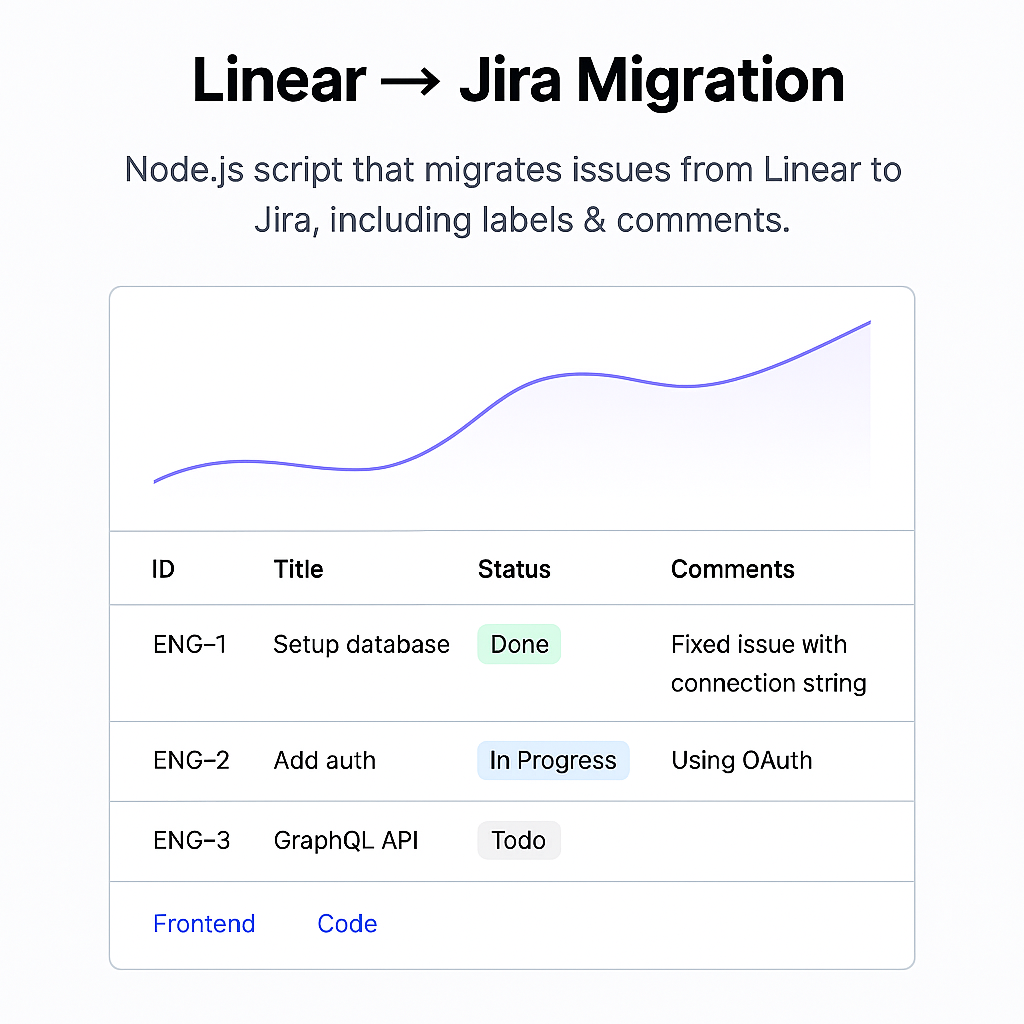 Linear → Jira Migration
Node.js script that migrates issues from Linear to
Jira, including labels & comments.
ID Title Status Comments
ENG–1 Setup database Done Fixed issue with
connection string
ENG–2 Add auth In Progress Using OAuth
ENG–3 GraphQL API Todo
Frontend Code